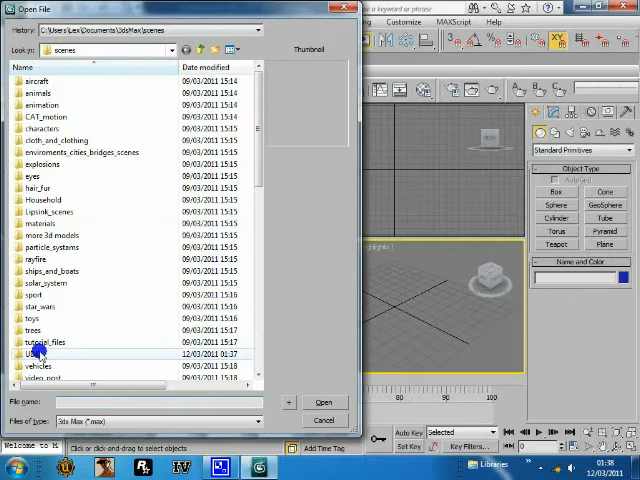 Open File
History: C:\Users\Lex\Documents\3dsMax\scenes
Look in: scenes
Thumbnail
Name Date modified
aircraft 09/03/2011 15:14
animals 09/03/2011 15:14
animation 09/03/2011 15:14
CAT_motion 09/03/2011 15:14
characters 09/03/2011 15:15
cloth_and_clothing 09/03/2011 15:15
enviroments_cities_bridges_scenes 09/03/2011 15:15
explosions 09/03/2011 15:15
eyes 09/03/2011 15:15
hair_fur 09/03/2011 15:15
Household 09/03/2011 15:15
Lipsink_scenes 09/03/2011 15:15
materials 09/03/2011 15:15
more 3d models 09/03/2011 15:15
particle_systems 09/03/2011 15:15
rayfire 09/03/2011 15:15
ships_and_boats 09/03/2011 15:15
solar_system 09/03/2011 15:15
sport 09/03/2011 15:15
star_wars 09/03/2011 15:16
toys 09/03/2011 15:16
trees 09/03/2011 15:17
tutorial_files 09/03/2011 15:17
12/03/2011 01:37
vehicles 09/03/2011 15:18
video_post 09/03/2011 15:18
File name:
Open
Files of type: 3ds Max (*.max)
Cancel
Customize MAXScript Help
Standard Primitives
Object Type
AutoGrid
Box Cone
Sphere GeoSphere
Cylinder Tube
Torus Pyramid
Teapot Plane
Name and Color
Welcome to M
Click or click-and-drag to select objects
Add Time Tag
Auto Key Selected
Set Key Key Filters...
0
Libraries
01:38
12/03/2011